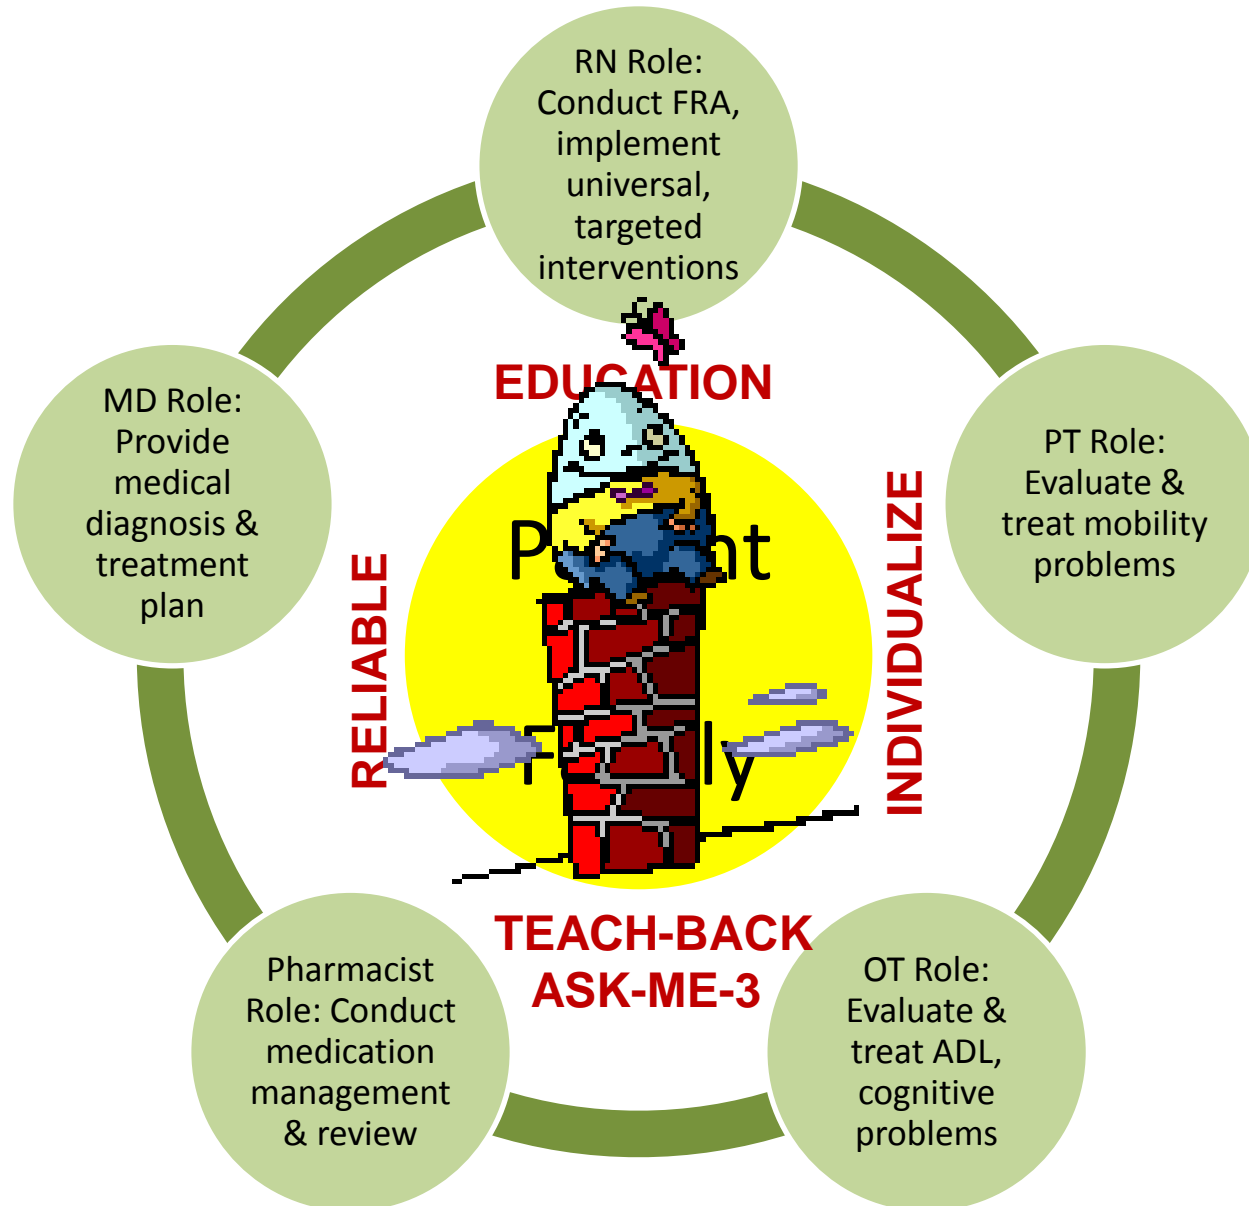 RN Role:
Conduct FRA,
implement
universal,
targeted
interventions
EDUCATION
MD Role:
Provide
medical
diagnosis &
treatment
plan
PT Role:
Evaluate &
treat mobility
problems
RELIABLE
INDIVIDUALIZE
TEACH-BACK
ASK-ME-3
Pharmacist
Role: Conduct
medication
management
& review
OT Role:
Evaluate &
treat ADL,
cognitive
problems